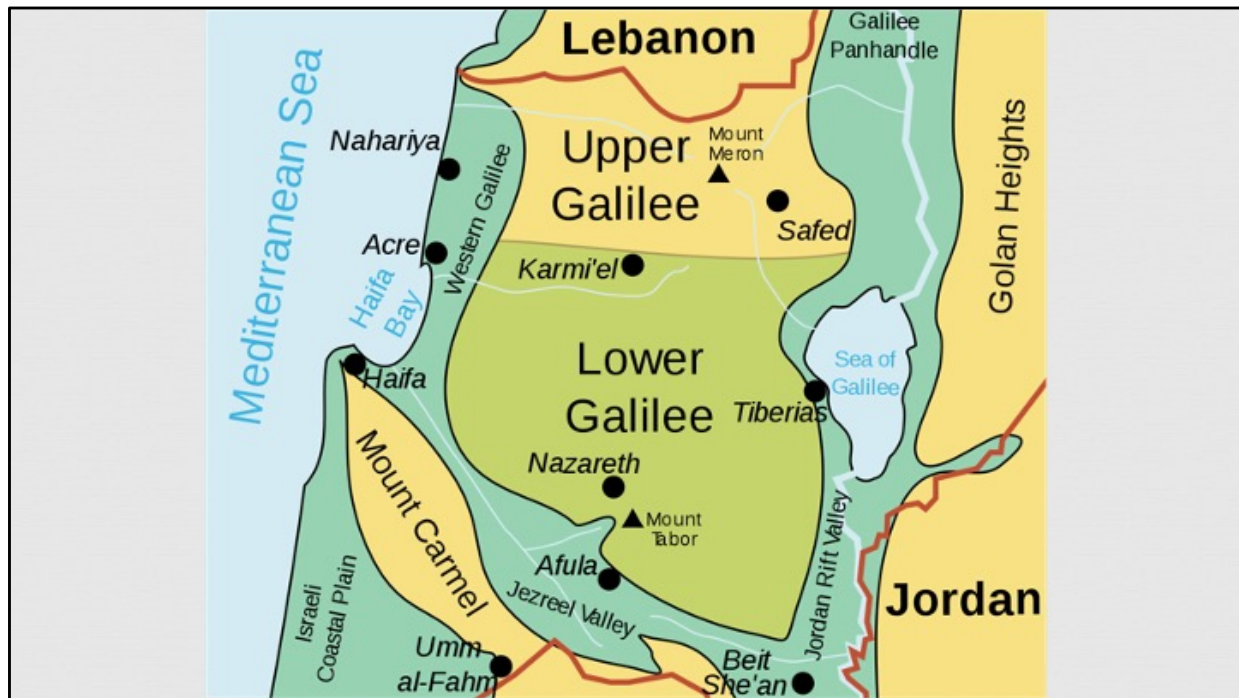 Lebanon
Galilee
Panhandle
Mediterranean Sea
Nahariya
Western Galilee
Upper
Galilee
Mount
Meron
Safed
Golan Heights
Acre
Karmi'el
Haifa
Bay
Haifa
Lower
Galilee
Sea of
Galilee
Tiberias
Mount Carmel
Nazareth
Mount
Tabor
Jordan Rift Valley
Israeli
Coastal Plain
Afula
Jezreel Valley
Jordan
Umm
al-Fahm
Beit
She'an